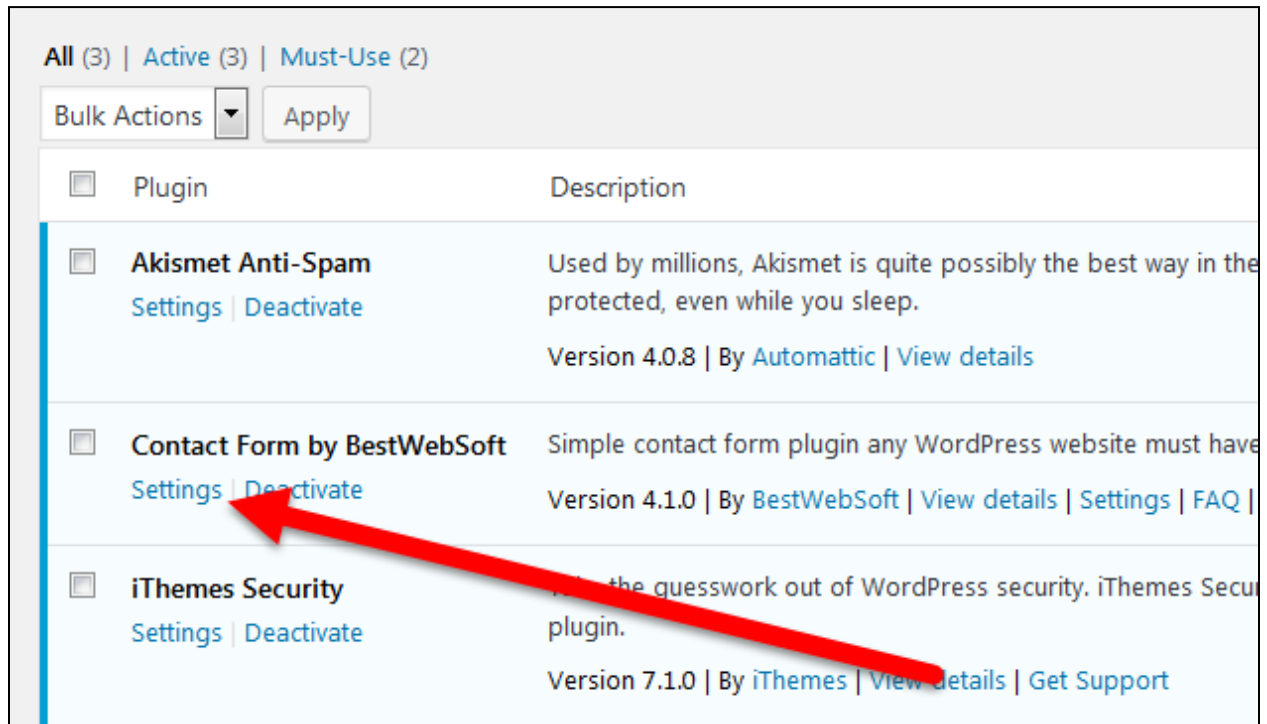 All (3) | Active (3) | Must-Use (2)
Bulk Actions Apply
Plugin Description
Akismet Anti-Spam
Settings | Deactivate
Used by millions, Akismet is quite possibly the best way in the
protected, even while you sleep.
Version 4.0.8 | By Automattic | View details
Contact Form by BestWebSoft
Settings | Deactivate
Simple contact form plugin any WordPress website must have
Version 4.1.0 | By BestWebSoft | View details | Settings | FAQ |
iThemes Security
Settings | Deactivate
the guesswork out of WordPress security. iThemes Secu
plugin.
Version 7.1.0 | By iThemes | View details | Get Support